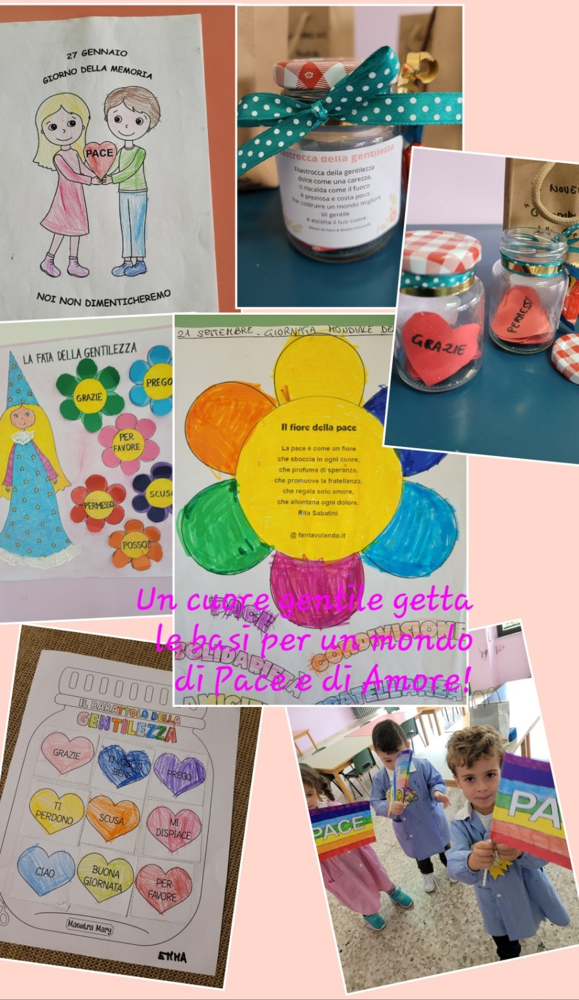 27 GENNAIO
GIORNO DELLA MEMORIA
PACE
NOI NON DIMENTICHEREMO
Filastrocca della gentilezza
dolce come una carezza,
ti riscalda come il fuoco
è preziosa e costa poco.
Per costruire un mondo migliore
sii gentile
e ascolta il tuo cuore.
NOVE
GRAZIE
PERMESSO
LA FATA DELLA GENTILEZZA
GRAZIE
PREGO
PER
FAVORE
SCUSA
PERMESSO
POSSO?
21 SETTEMBRE - GIORNATA MONDIALE DE
Il fiore della pace
La pace è come un fiore
che sboccia in ogni cuore,
che profuma di speranza,
che promuove la fratellanza,
che regala solo amore,
che allontana ogni dolore.
Rita Sabatini
@ fantavolando.it
PACE
CONDIVISION
SOLIDARIETÀ
Un cuore gentile getta
le basi per un mondo
di Pace e di Amore!
IL BARATTOLO DELLA
GENTILEZZA
GRAZIE
TI VOGLIO
BENE
PREGO
TI
PERDONO
SCUSA
MI
DISPIACE
CIAO
BUONA
GIORNATA
PER
FAVORE
Maestra Mary
EMMA
PACE
PA